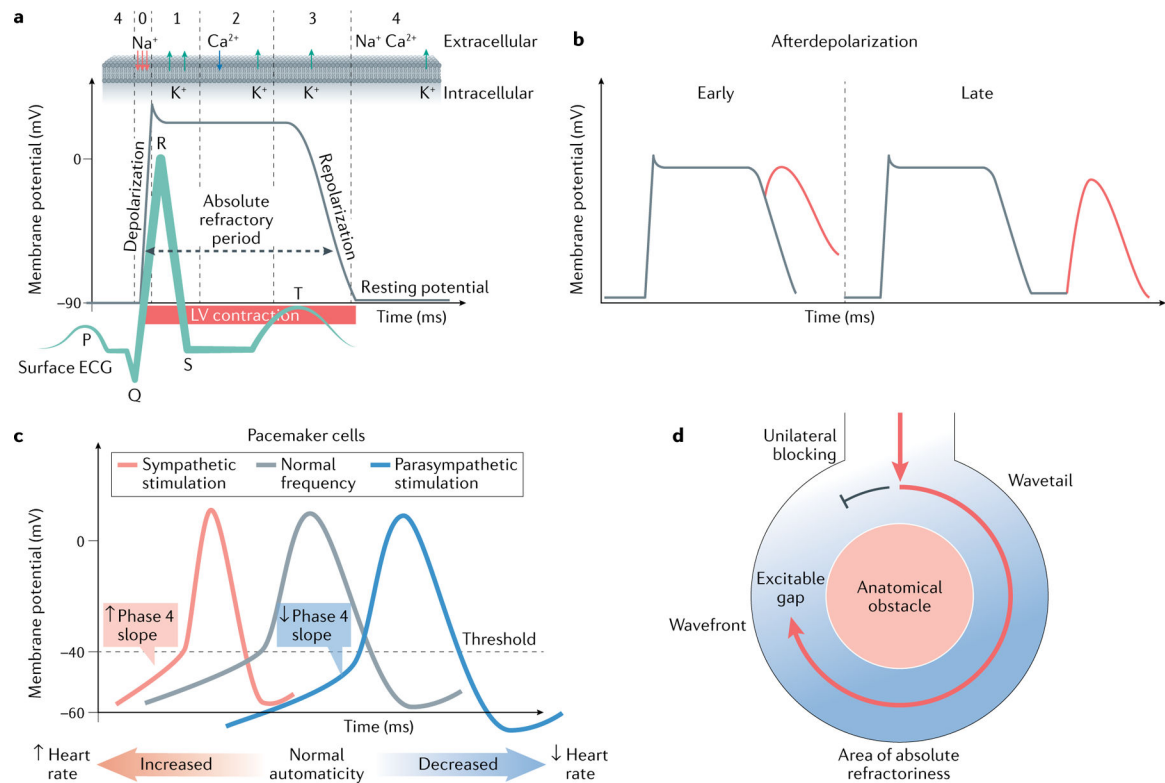 a
4 0 1 2 3 4
Na⁺ Ca²⁺ Na⁺ Ca²⁺ Extracellular
K⁺ K⁺ K⁺ K⁺ Intracellular
Membrane potential (mV)
0
−90
Depolarization
R
Absolute
refractory
period
Repolarization
Resting potential
T
LV contraction
Time (ms)
P
Surface ECG
S
Q
b
Afterdepolarization
Early Late
Membrane potential (mV)
Time (ms)
c
Pacemaker cells
Sympathetic
stimulation
Normal
frequency
Parasympathetic
stimulation
Membrane potential (mV)
0
−40
−60
↑ Phase 4
slope
↓ Phase 4
slope
Threshold
Time (ms)
↑ Heart
rate
Increased
Normal
automaticity
Decreased
↓ Heart
rate
d
Unilateral
blocking
Wavetail
Excitable
gap
Anatomical
obstacle
Wavefront
Area of absolute
refractoriness